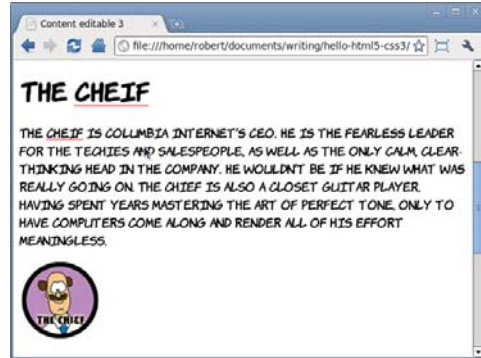 Content editable 3
file:///home/robert/documents/writing/hello-html5-css3/
THE CHEIF
THE CHEIF IS COLUMBIA INTERNET'S CEO. HE IS THE FEARLESS LEADER
FOR THE TECHIES AND SALESPEOPLE, AS WELL AS THE ONLY CALM, CLEAR-
THINKING HEAD IN THE COMPANY. HE WOULDN'T BE IF HE KNEW WHAT WAS
REALLY GOING ON. THE CHIEF IS ALSO A CLOSET GUITAR PLAYER.
HAVING SPENT YEARS MASTERING THE ART OF PERFECT TONE, ONLY TO
HAVE COMPUTERS COME ALONG AND RENDER ALL OF HIS EFFORT
MEANINGLESS.
THE CHIEF